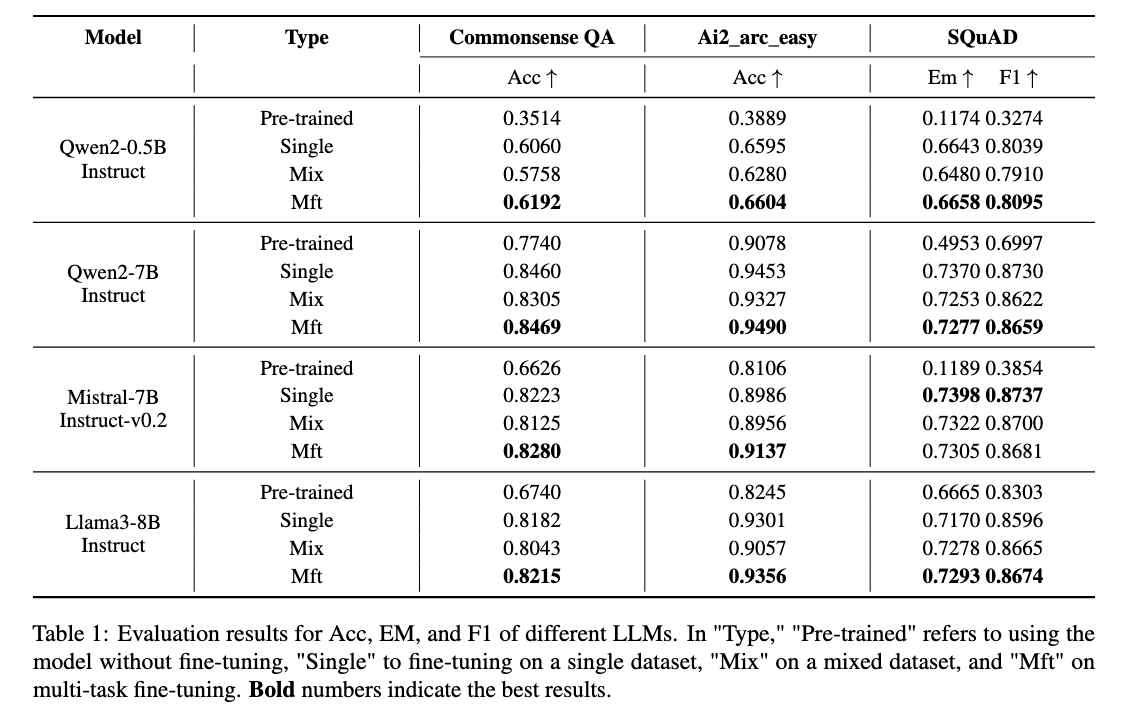 Model Type Commonsense QA Ai2_arc_easy SQuAD
Acc ↑ Acc ↑ Em ↑ F1 ↑
Pre-trained 0.3514 0.3889 0.1174 0.3274
Qwen2-0.5B Single 0.6060 0.6595 0.6643 0.8039
Instruct Mix 0.5758 0.6280 0.6480 0.7910
Mft 0.6192 0.6604 0.6658 0.8095
Pre-trained 0.7740 0.9078 0.4953 0.6997
Qwen2-7B Single 0.8460 0.9453 0.7370 0.8730
Instruct Mix 0.8305 0.9327 0.7253 0.8622
Mft 0.8469 0.9490 0.7277 0.8659
Pre-trained 0.6626 0.8106 0.1189 0.3854
Mistral-7B Single 0.8223 0.8986 0.7398 0.8737
Instruct-v0.2 Mix 0.8125 0.8956 0.7322 0.8700
Mft 0.8280 0.9137 0.7305 0.8681
Pre-trained 0.6740 0.8245 0.6665 0.8303
Llama3-8B Single 0.8182 0.9301 0.7170 0.8596
Instruct Mix 0.8043 0.9057 0.7278 0.8665
Mft 0.8215 0.9356 0.7293 0.8674
Table 1: Evaluation results for Acc, EM, and F1 of different LLMs. In "Type," "Pre-trained" refers to using the
model without fine-tuning, "Single" to fine-tuning on a single dataset, "Mix" on a mixed dataset, and "Mft" on
multi-task fine-tuning. Bold numbers indicate the best results.